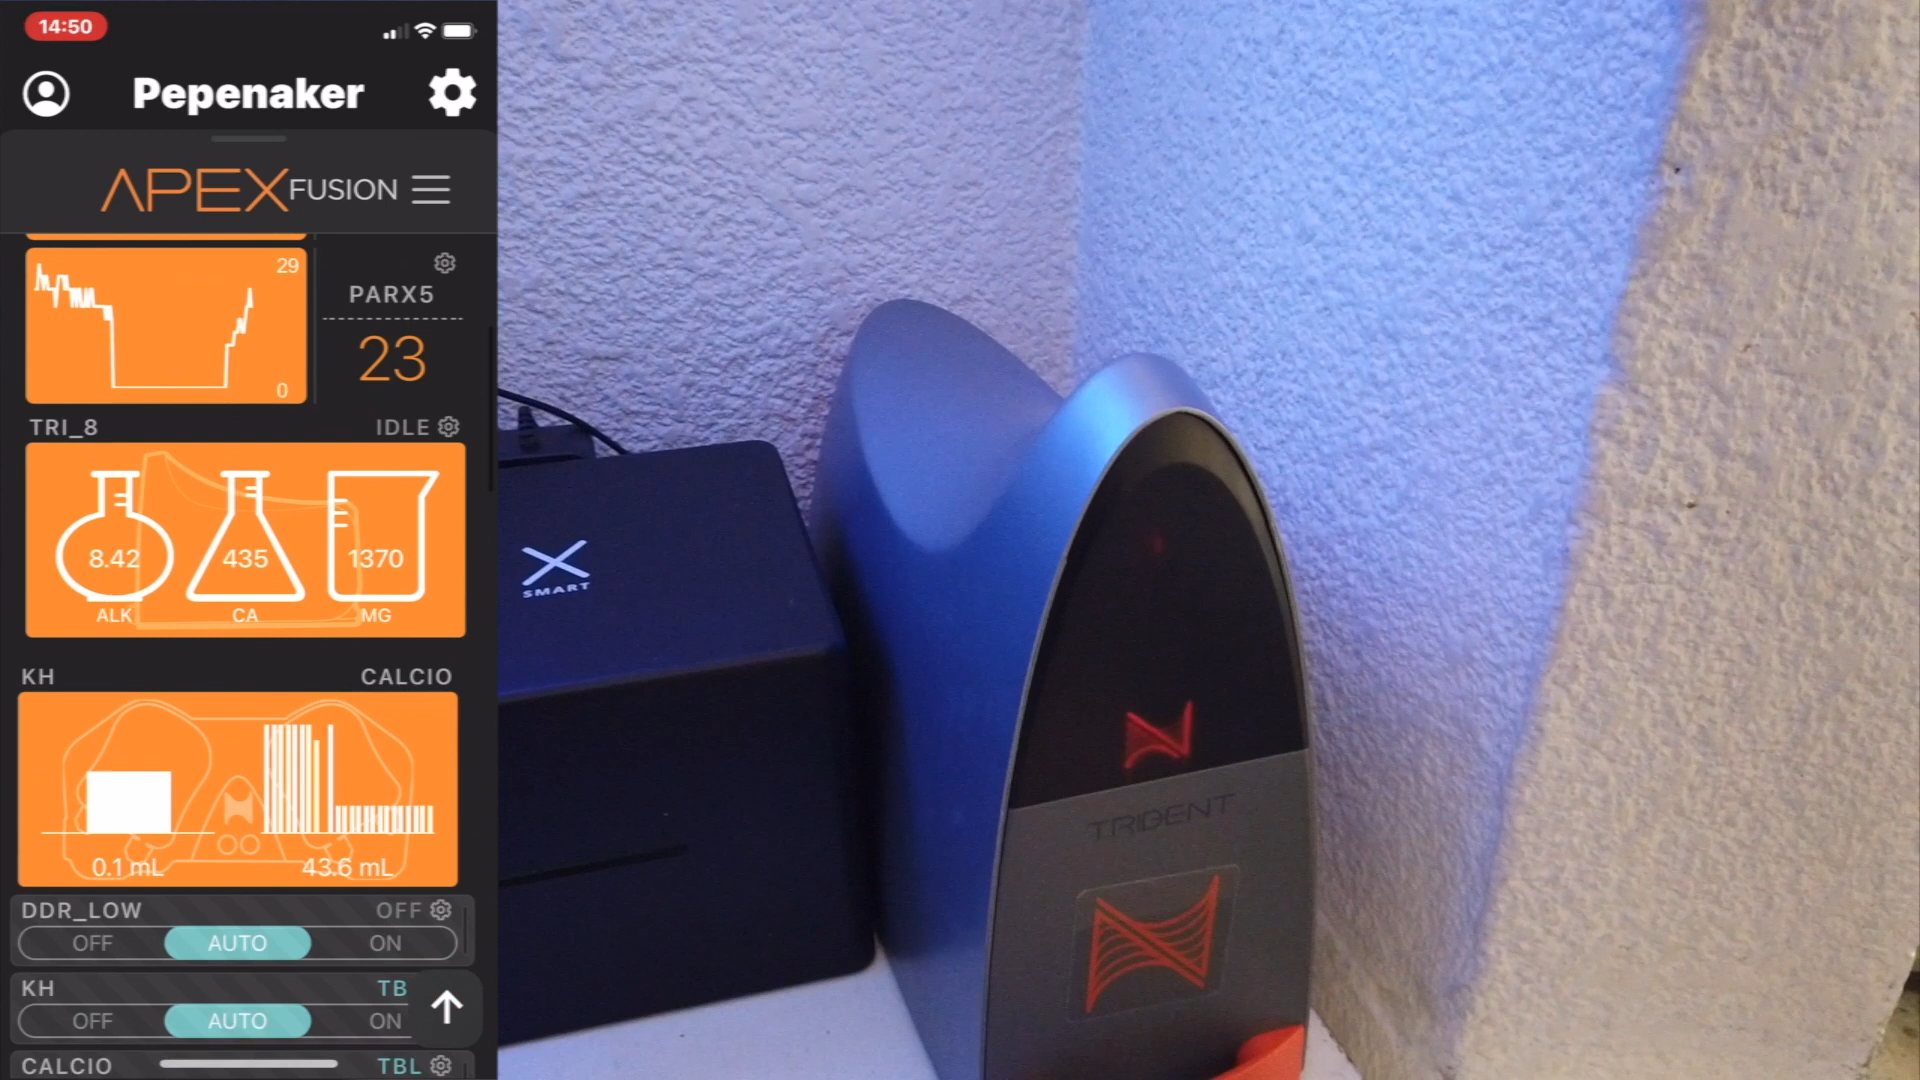 14:50
Pepenaker
APEX FUSION
29
0
PARX5
23
TRI_8 IDLE
8.42 435 1370
ALK CA MG
KH CALCIO
0.1 mL 43.6 mL
DDR_LOW OFF
OFF AUTO ON
KH TB
OFF AUTO ON
CALCIO TBL
X
SMART
TRIDENT